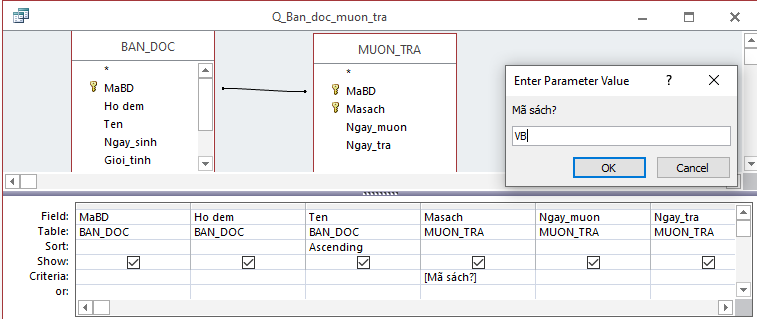 Q_Ban_doc_muon_tra
BAN_DOC
*
MaBD
Ho dem
Ten
Ngay_sinh
Gioi_tinh
MUON_TRA
*
MaBD
Masach
Ngay_muon
Ngay_tra
Enter Parameter Value ?
Mã sách?
VB
OK Cancel
Field: MaBD Ho dem Ten Masach Ngay_muon Ngay_tra
Table: BAN_DOC BAN_DOC BAN_DOC MUON_TRA MUON_TRA MUON_TRA
Sort: Ascending
Show:
Criteria: [Mã sách?]
or: